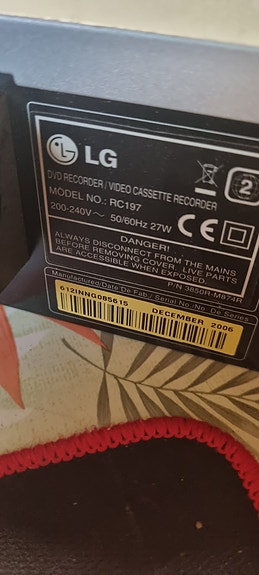 LG
2
DVD RECORDER / VIDEO CASSETTE RECORDER
MODEL NO.: RC197
200-240V~ 50/60Hz 27W CE
DANGER!
ALWAYS DISCONNECT FROM THE MAINS
BEFORE REMOVING COVER. LIVE PARTS
ARE ACCESSIBLE WHEN EXPOSED.
P/N 3850R-M874R
Manufactured/Date De Fab./ Serial No./No. De Series
612INNG085615 DECEMBER 2006